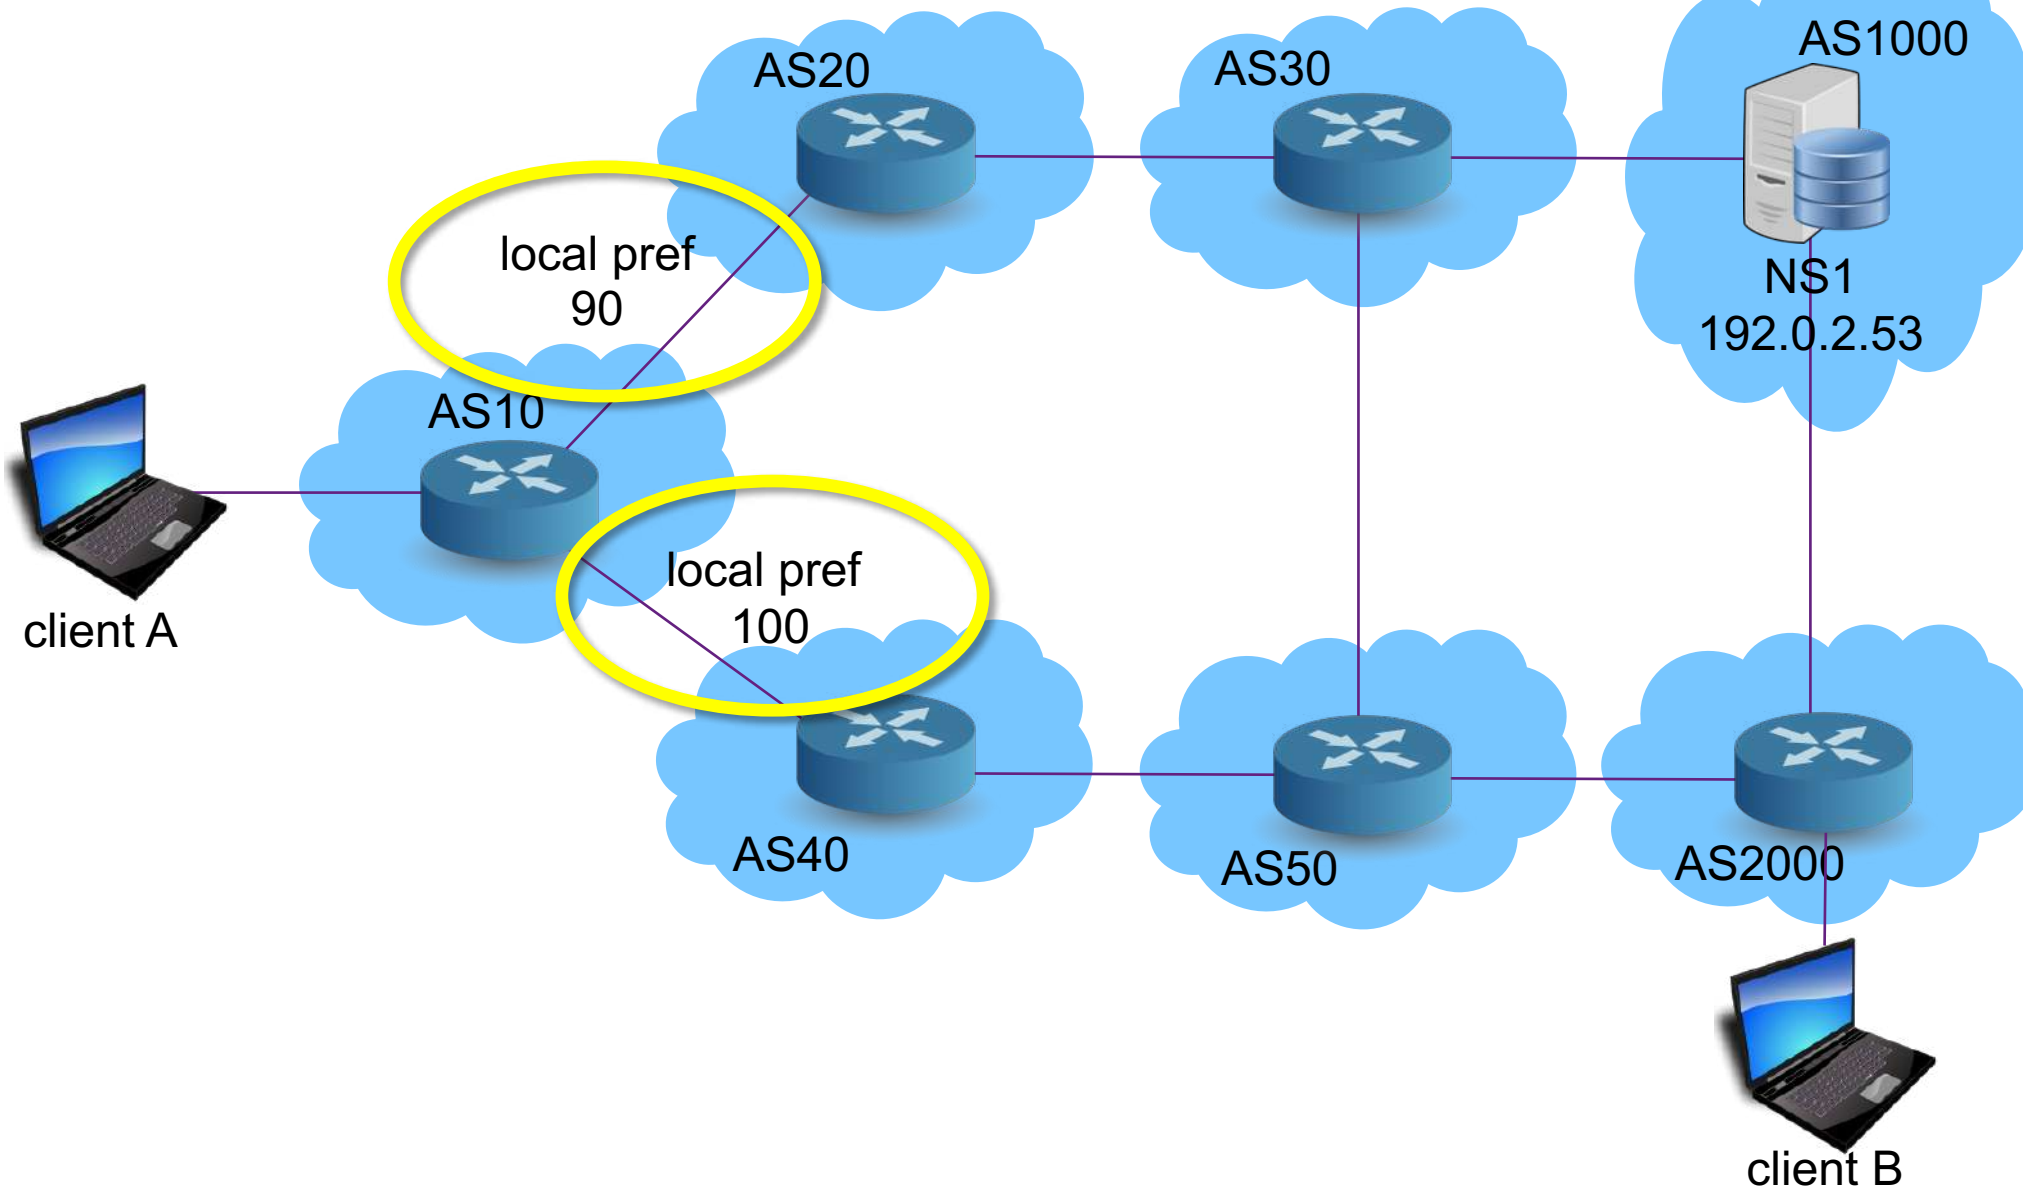 AS1000
AS20
AS30
local pref
90
NS1
192.0.2.53
AS10
local pref
100
client A
AS40
AS50
AS2000
client B